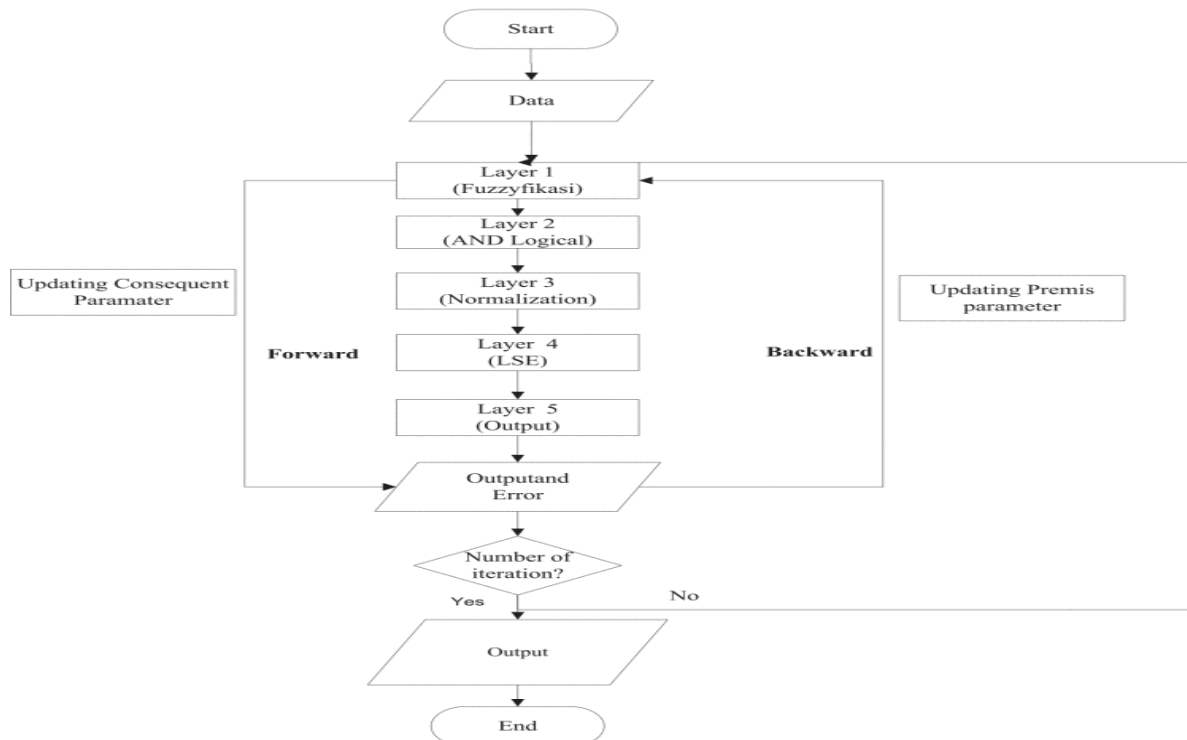 Start
Data
Layer 1
(Fuzzyfikasi)
Layer 2
(AND Logical)
Updating Consequent
Paramater
Layer 3
(Normalization)
Updating Premis
parameter
Forward
Layer 4
(LSE)
Backward
Layer 5
(Output)
Outputand
Error
Number of
iteration?
Yes
No
Output
End